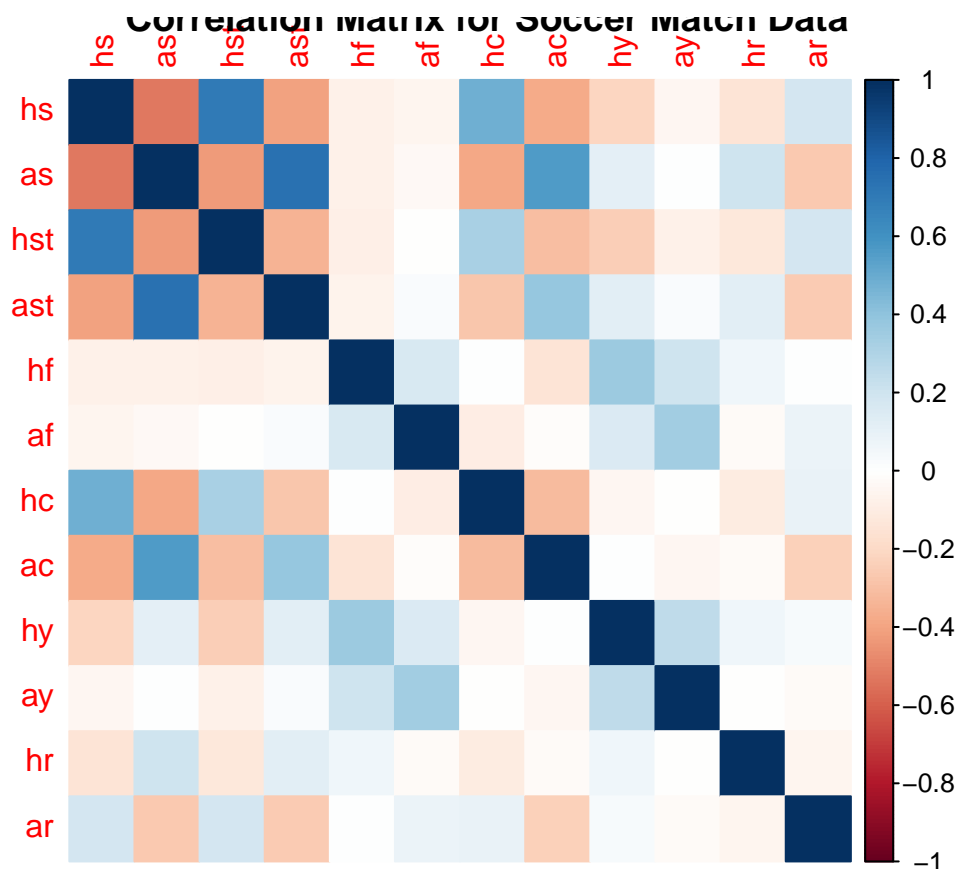 Correlation Matrix for Soccer Match Data
hs as hst ast hf af hc ac hy ay hr ar
hs
as
hst
ast
hf
af
hc
ac
hy
ay
hr
ar
1
0.8
0.6
0.4
0.2
0
−0.2
−0.4
−0.6
−0.8
−1